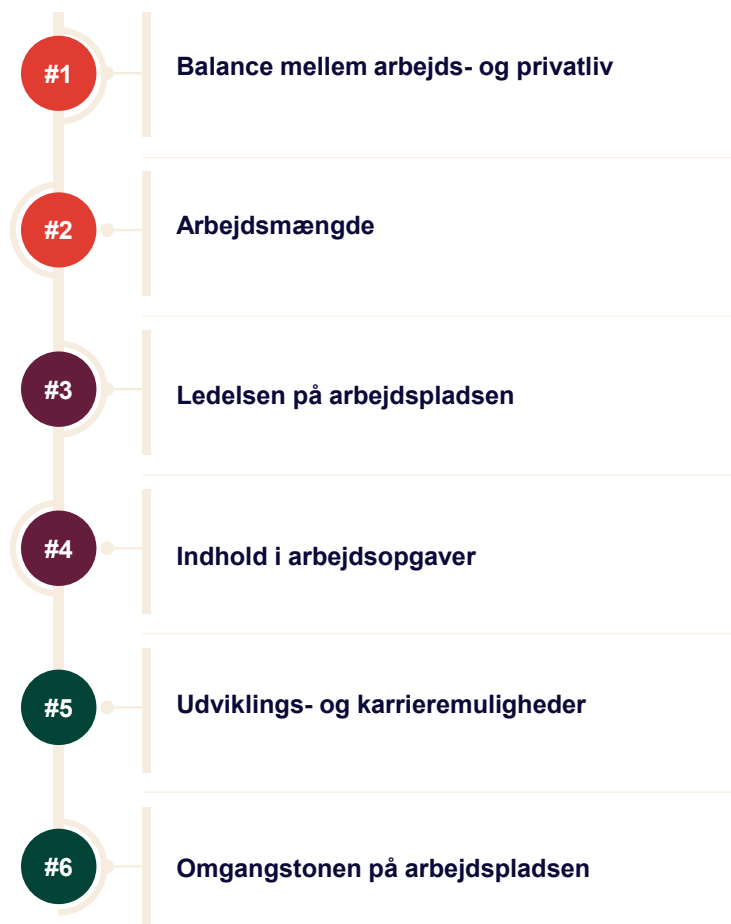 #1
Balance mellem arbejds- og privatliv
#2
Arbejdsmængde
#3
Ledelsen på arbejdspladsen
#4
Indhold i arbejdsopgaver
#5
Udviklings- og karrieremuligheder
#6
Omgangstonen på arbejdspladsen